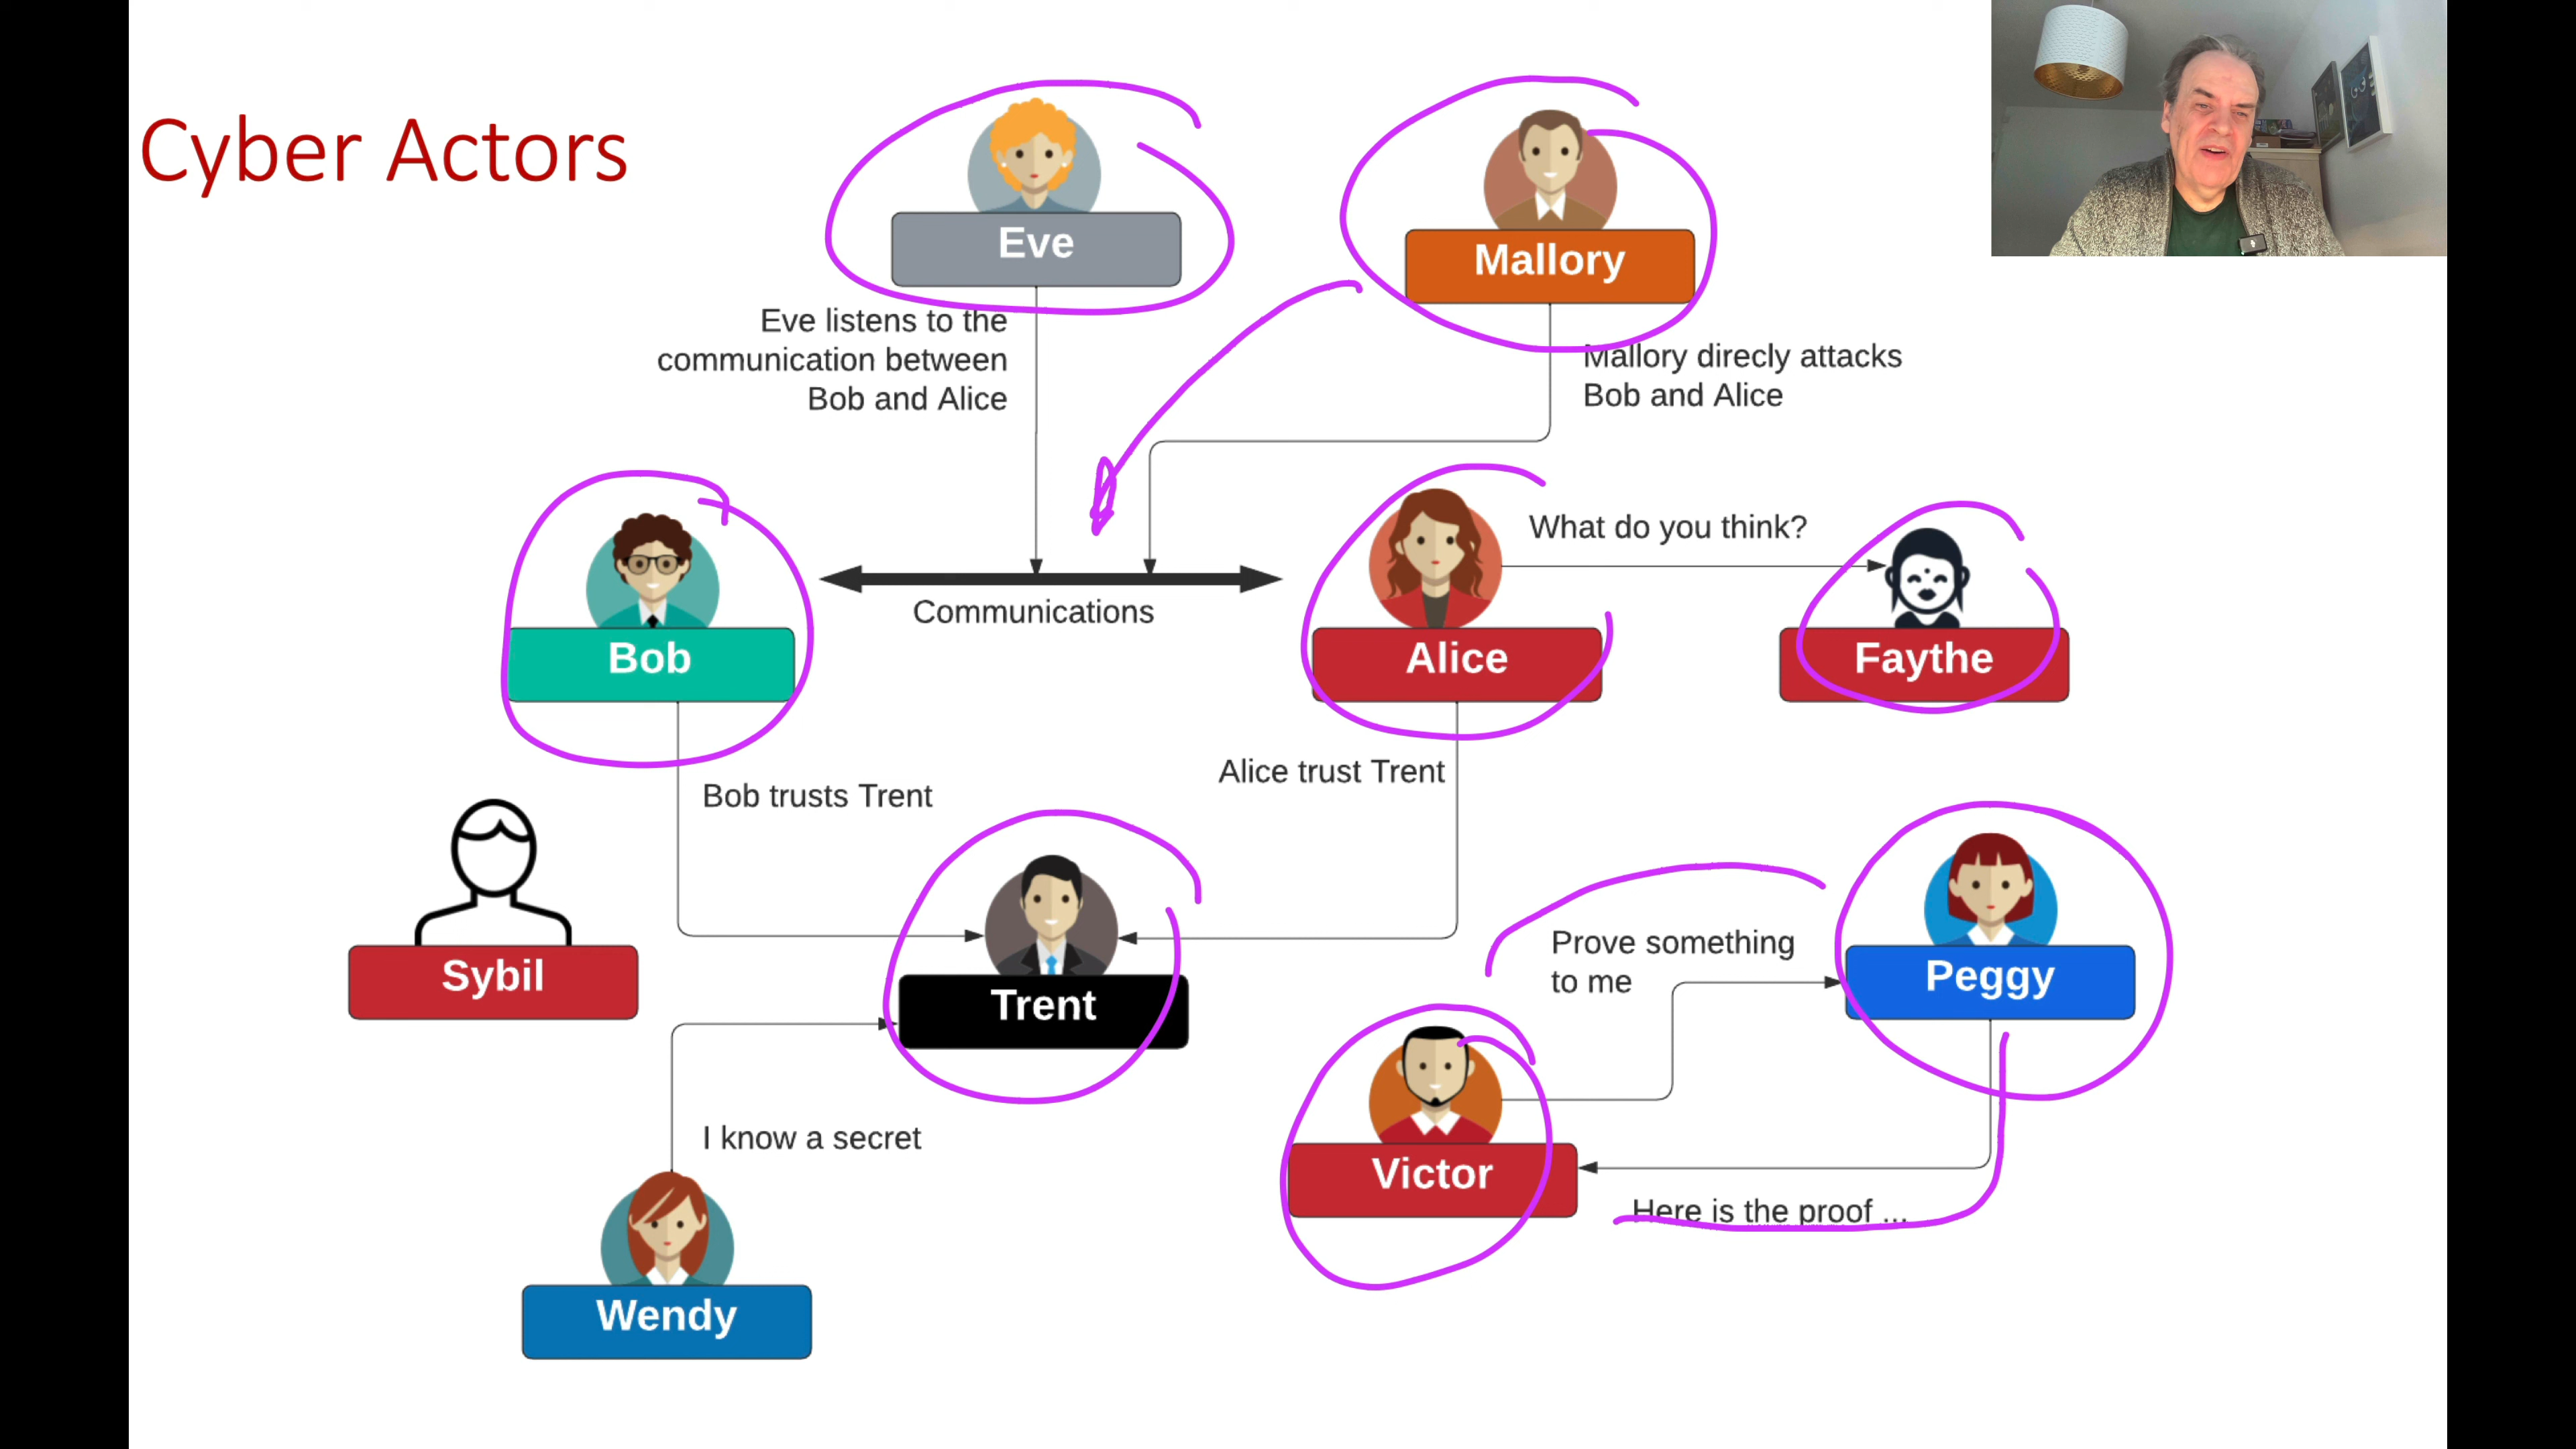 Cyber Actors
Eve
Mallory
Eve listens to the
communication between
Bob and Alice
Mallory direcly attacks
Bob and Alice
What do you think?
Communications
Bob
Alice
Faythe
Bob trusts Trent
Alice trust Trent
Sybil
Trent
Prove something
to me
Peggy
I know a secret
Victor
Here is the proof ...
Wendy